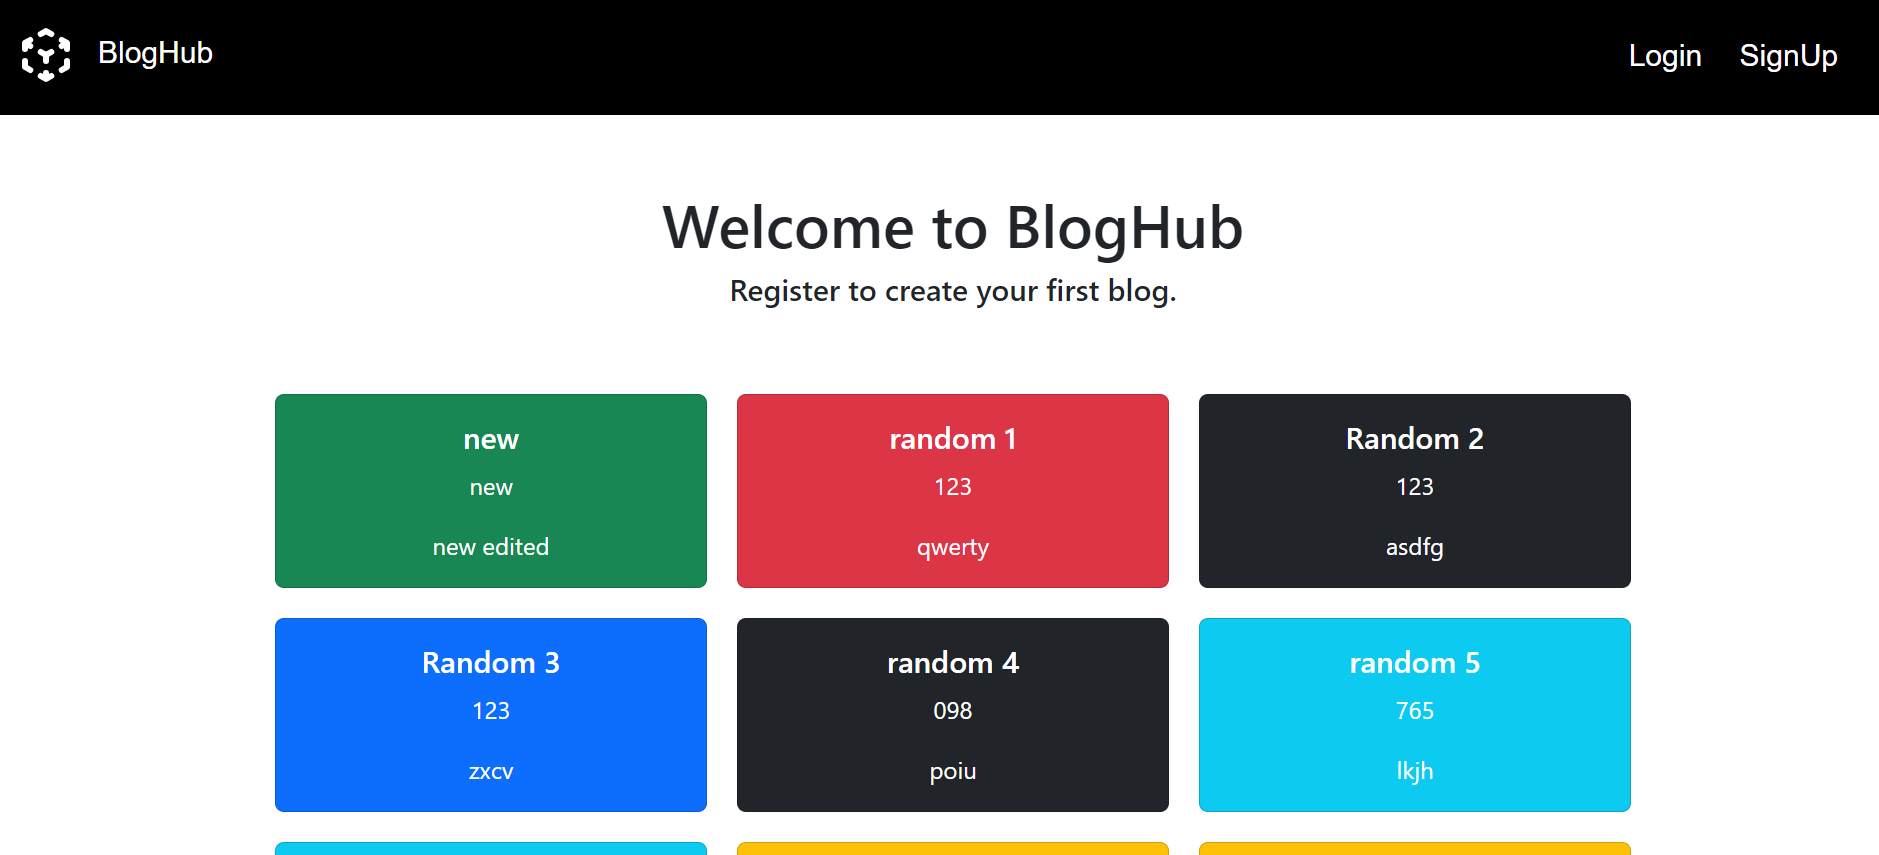 BlogHub
Login SignUp
Welcome to BlogHub
Register to create your first blog.
new
new
new edited
random 1
123
qwerty
Random 2
123
asdfg
Random 3
123
zxcv
random 4
098
poiu
random 5
765
lkjh